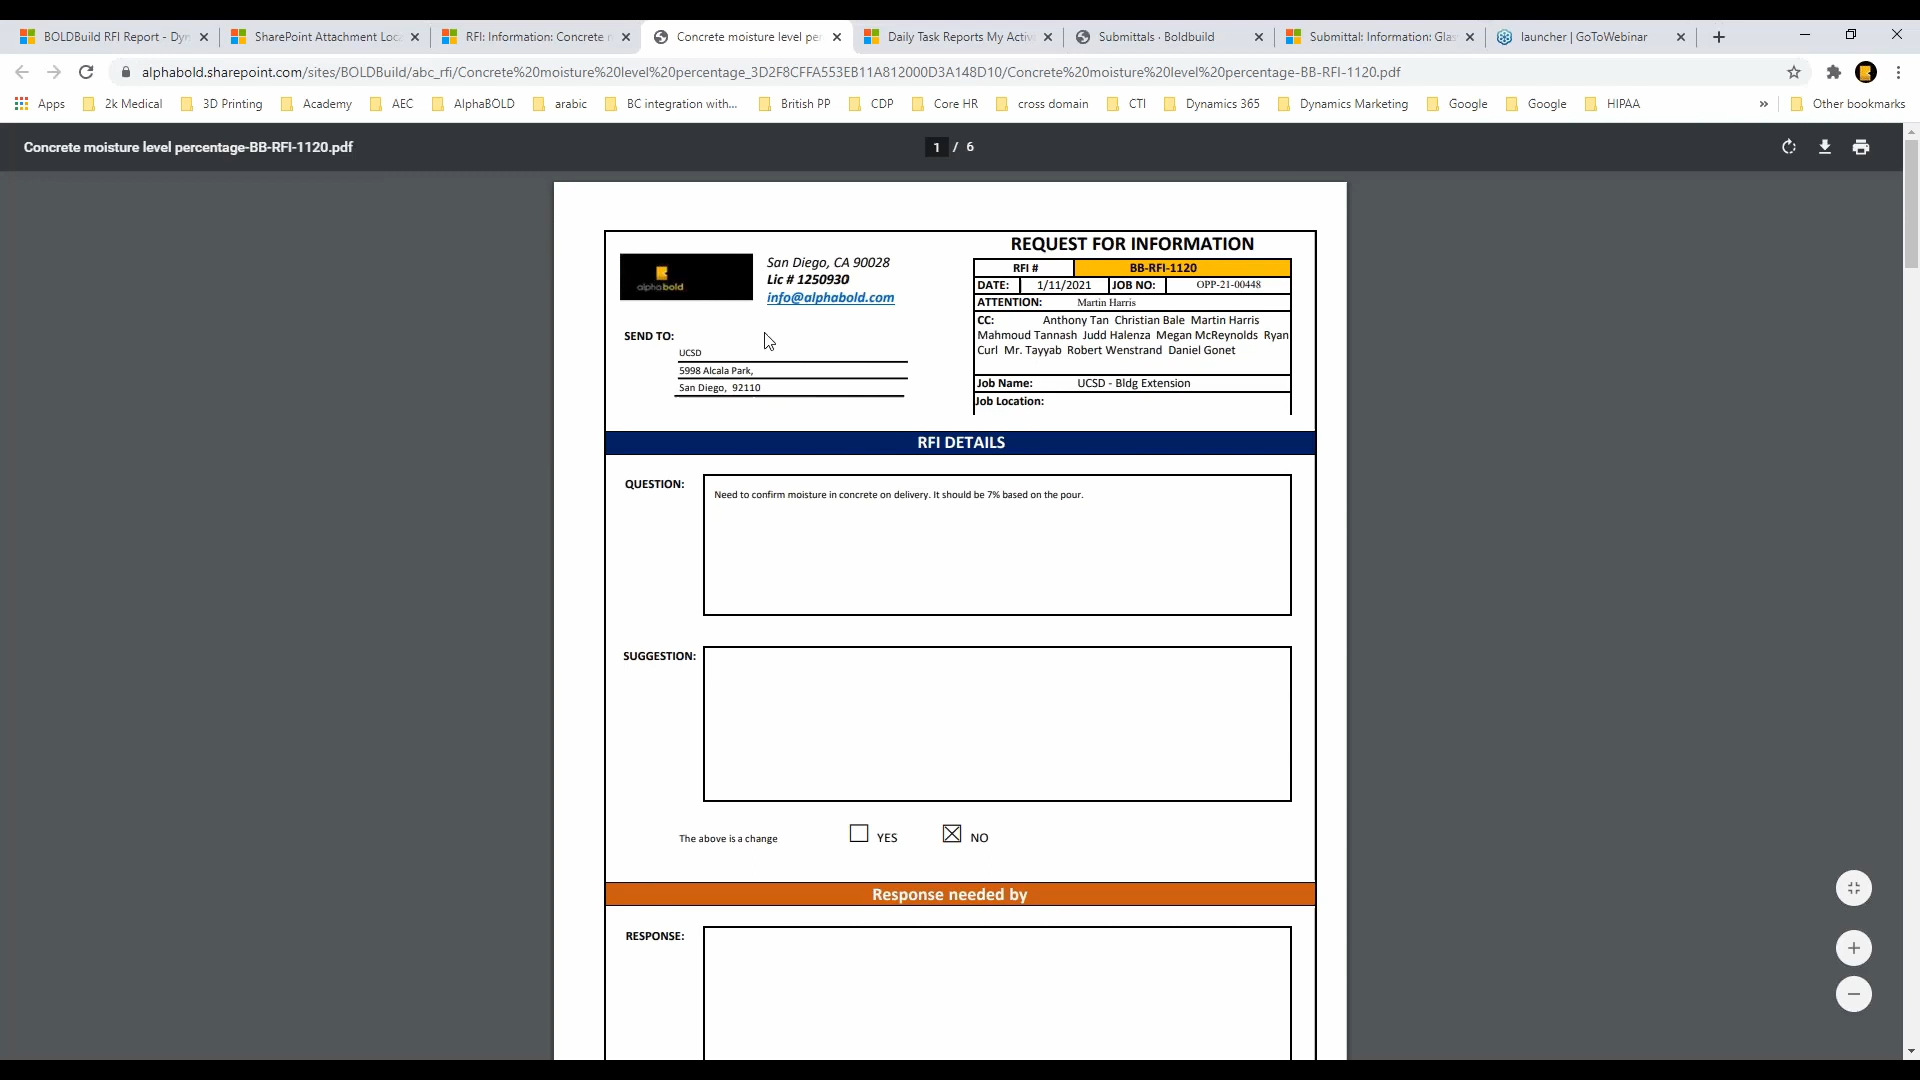 BOLDBuild RFI Report - Dyn
SharePoint Attachment Loca
RFI: Information: Concrete m
Concrete moisture level per
Daily Task Reports My Activ
Submittals · Boldbuild
Submittal: Information: Glas
launcher | GoToWebinar
alphabold.sharepoint.com/sites/BOLDBuild/abc_rfi/Concrete%20moisture%20level%20percentage_3D2F8CFFA553EB11A812000D3A148D10/Concrete%20moisture%20level%20percentage-BB-RFI-1120.pdf
Apps
2k Medical
3D Printing
Academy
AEC
AlphaBOLD
arabic
BC integration with...
British PP
CDP
Core HR
cross domain
CTI
Dynamics 365
Dynamics Marketing
Google
Google
HIPAA
»
Other bookmarks
Concrete moisture level percentage-BB-RFI-1120.pdf
1 / 6
alphabold
San Diego, CA 90028
Lic # 1250930
info@alphabold.com
SEND TO:
UCSD
5998 Alcala Park,
San Diego, 92110
REQUEST FOR INFORMATION
RFI # BB-RFI-1120
DATE: 1/11/2021 JOB NO: OPP-21-00448
ATTENTION: Martin Harris
CC: Anthony Tan Christian Bale Martin Harris
Mahmoud Tannash Judd Halenza Megan McReynolds Ryan
Curl Mr. Tayyab Robert Wenstrand Daniel Gonet
Job Name: UCSD - Bldg Extension
Job Location:
RFI DETAILS
QUESTION:
Need to confirm moisture in concrete on delivery. It should be 7% based on the pour.
SUGGESTION:
The above is a change YES NO
Response needed by
RESPONSE: